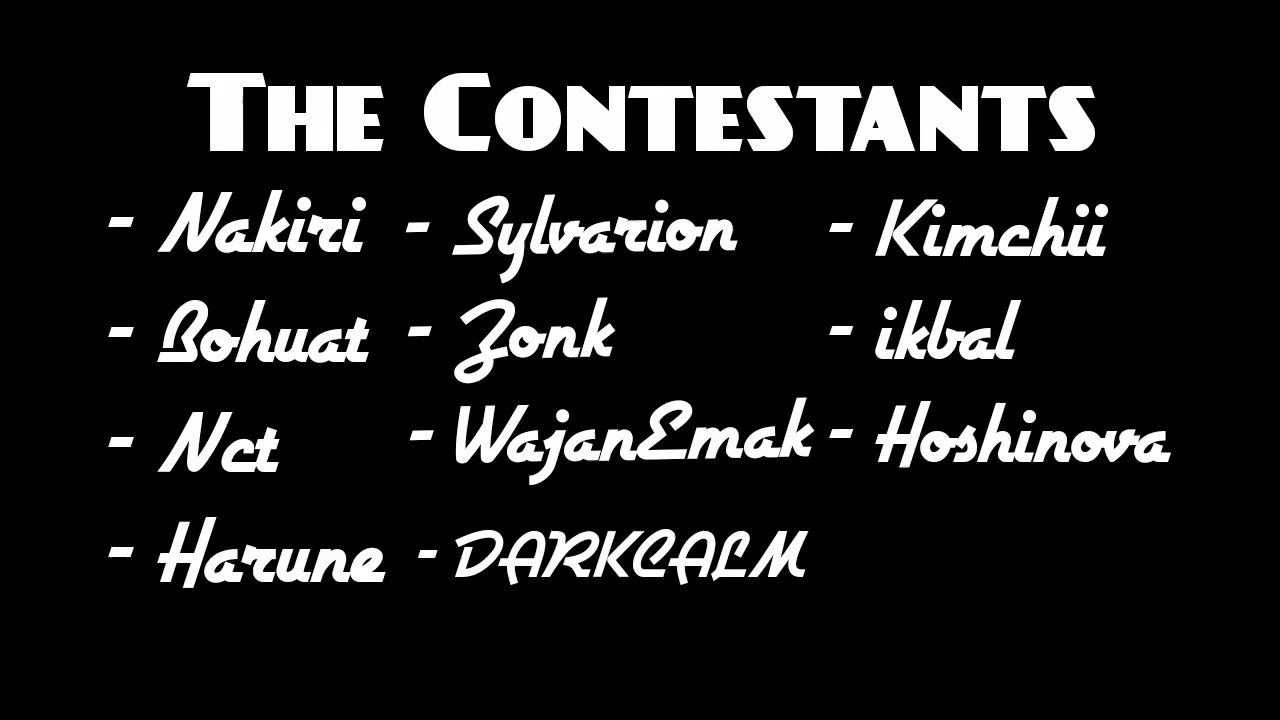 The Contestants
- Nakiri
- Bohuat
- Nct
- Harune
- Sylvarion
- Zonk
- WajanEmak
- DARKCALM
- Kimchii
- ikbal
- Hoshinova